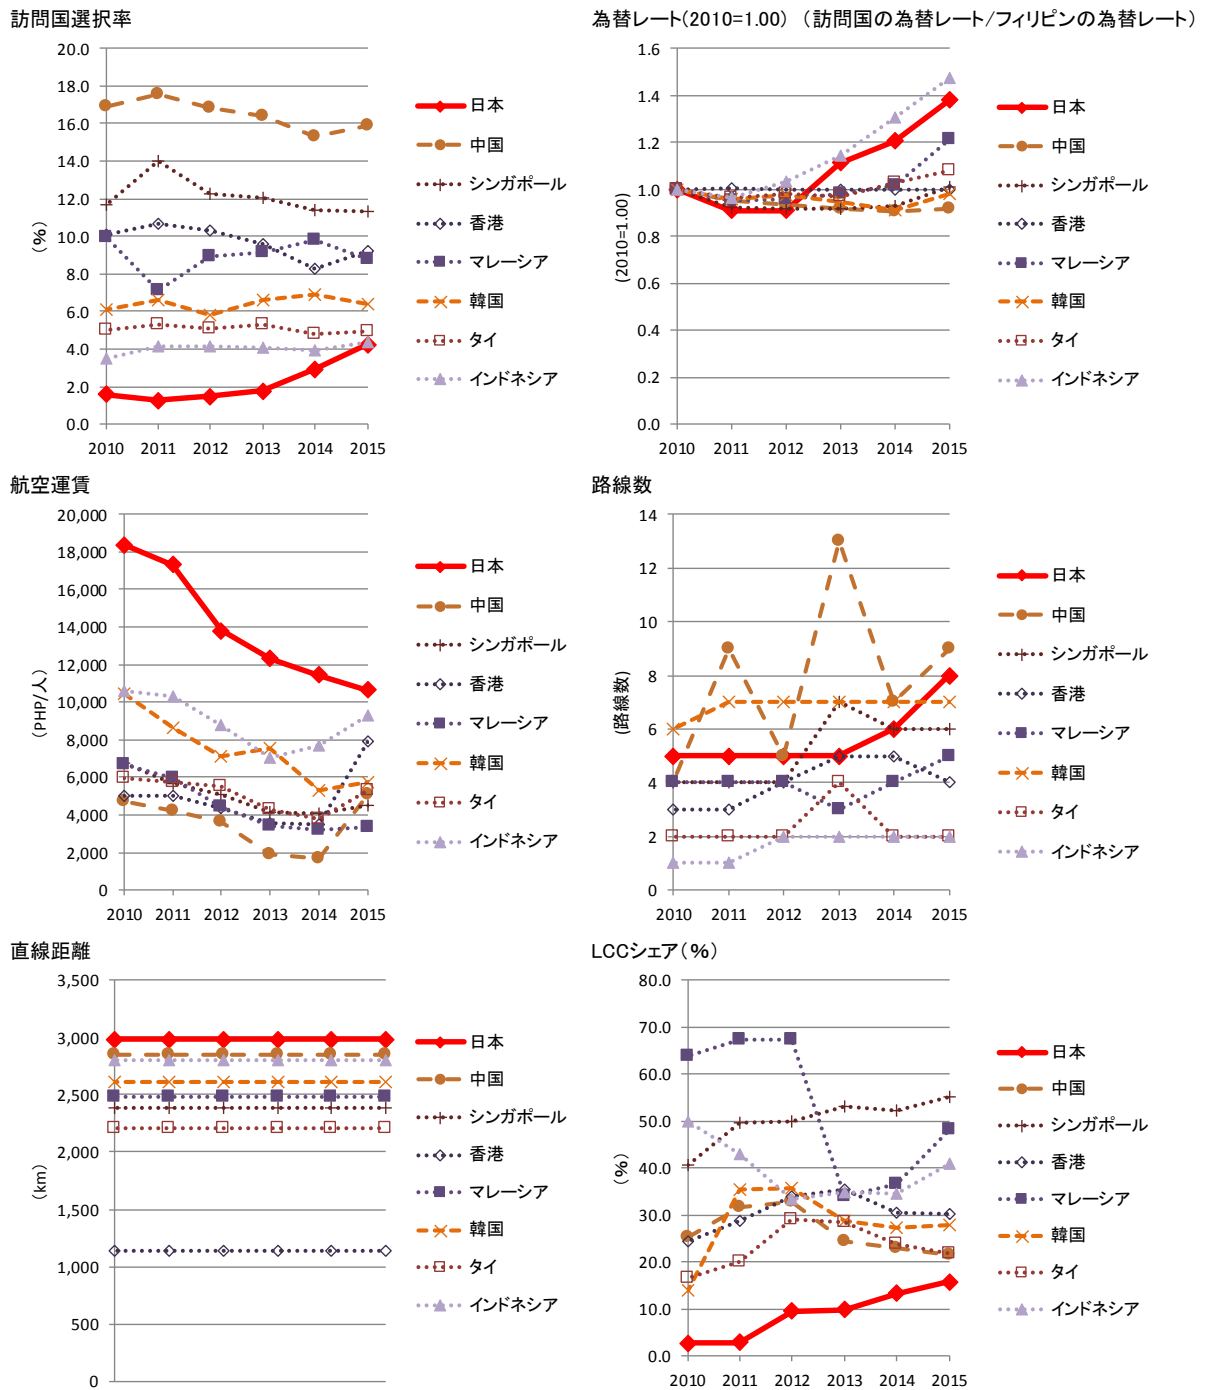 訪問国選択率
20.0
18.0
16.0
14.0
12.0
10.0
8.0
6.0
4.0
2.0
0.0
(%)
2010 2011 2012 2013 2014 2015
日本
中国
シンガポール
香港
マレーシア
韓国
タイ
インドネシア
為替レート(2010=1.00) (訪問国の為替レート/フィリピンの為替レート)
1.6
1.4
1.2
1.0
0.8
0.6
0.4
0.2
0.0
(2010=1.00)
2010 2011 2012 2013 2014 2015
日本
中国
シンガポール
香港
マレーシア
韓国
タイ
インドネシア
航空運賃
20,000
18,000
16,000
14,000
12,000
10,000
8,000
6,000
4,000
2,000
0
(PHP/人)
2010 2011 2012 2013 2014 2015
日本
中国
シンガポール
香港
マレーシア
韓国
タイ
インドネシア
路線数
14
12
10
8
6
4
2
0
(路線数)
2010 2011 2012 2013 2014 2015
日本
中国
シンガポール
香港
マレーシア
韓国
タイ
インドネシア
直線距離
3,500
3,000
2,500
2,000
1,500
1,000
500
0
(km)
日本
中国
シンガポール
香港
マレーシア
韓国
タイ
インドネシア
LCCシェア(%)
80.0
70.0
60.0
50.0
40.0
30.0
20.0
10.0
0.0
(%)
2010 2011 2012 2013 2014 2015
日本
中国
シンガポール
香港
マレーシア
韓国
タイ
インドネシア